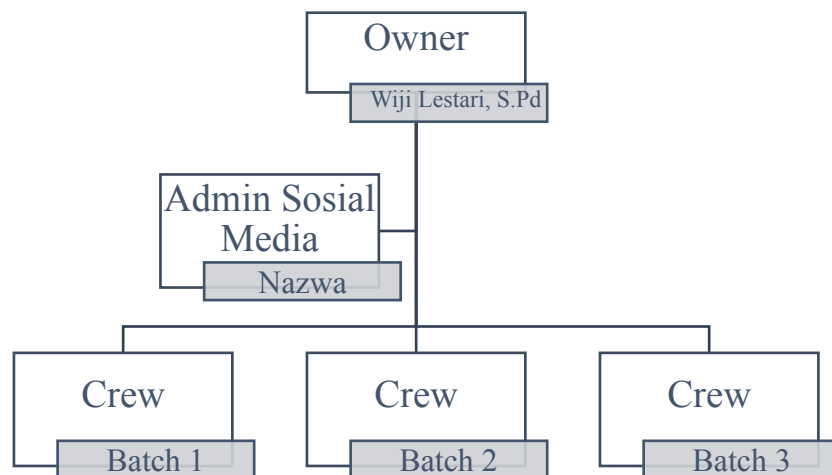 Owner
Wiji Lestari, S.Pd
Admin Sosial
Media
Nazwa
Crew
Batch 1
Crew
Batch 2
Crew
Batch 3